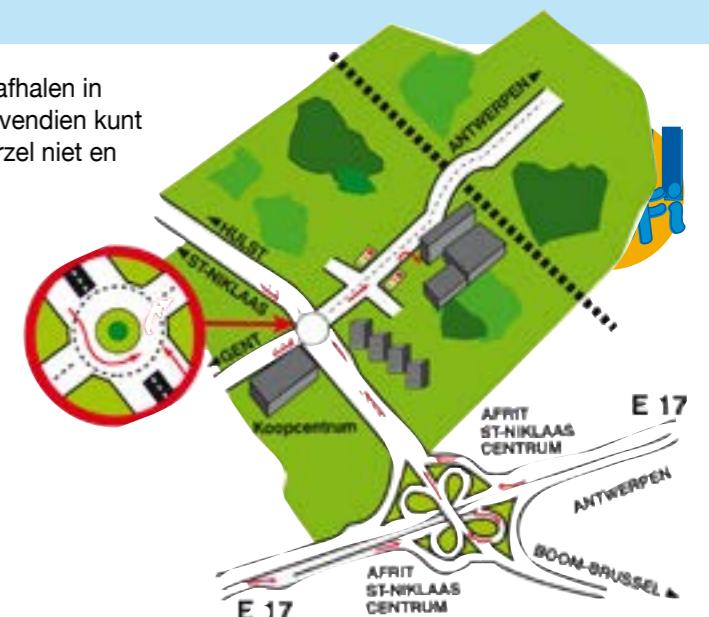 afhalen in
vendien kunt
rzel niet en
ANTWERPEN
HULST
ST-NIKLAAS
GENT
Koopcentrum
AFRIT
ST-NIKLAAS
CENTRUM
E 17
ANTWERPEN
BOOM-BRUSSEL
AFRIT
ST-NIKLAAS
CENTRUM
E 17